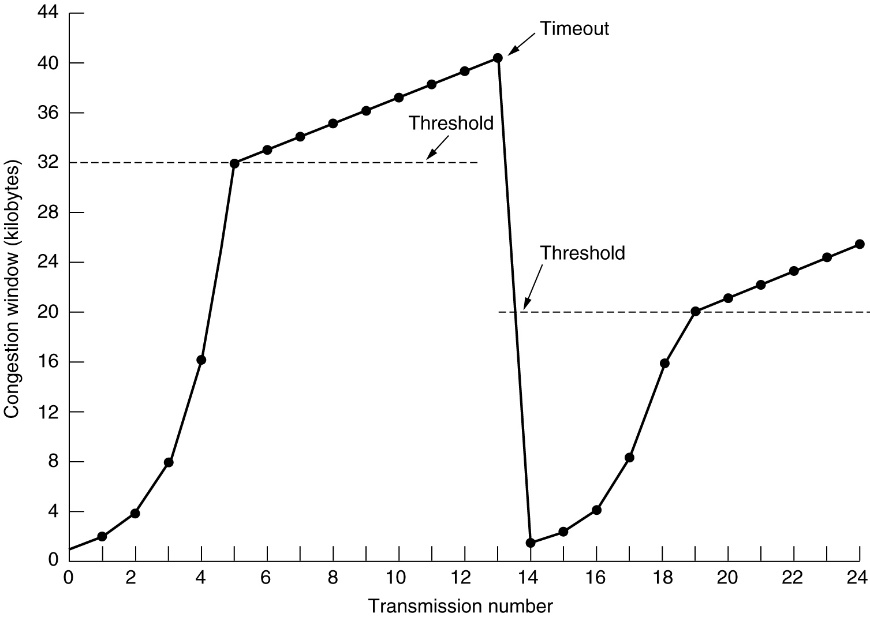 44
Timeout
40
36
Threshold
32
28
Threshold
24
20
16
12
8
4
0
Congestion window (kilobytes)
0 2 4 6 8 10 12 14 16 18 20 22 24
Transmission number